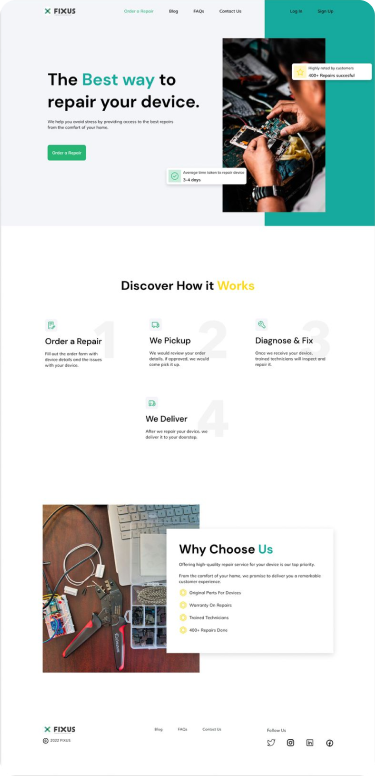 FIXUS
Order a Repair Blog FAQs Contact Us Log In Sign Up
Highly rated by customers
400+ Repairs succesful
The Best way to
repair your device.
We help you avoid stress by providing access to the best repairs
from the comfort of your home.
Order a Repair
Average time taken to repair device
3-4 days
Discover How it Works
1
Order a Repair
Fill out the order form with
device details and the issues
with your device.
2
We Pickup
We would review your order
details, if approved, we would
come pick it up.
3
Diagnose & Fix
Once we receive your device,
trained technicians will inspect and
repair it.
4
We Deliver
After we repair your device, we
deliver it to your doorstep.
Why Choose Us
Offering high-quality repair service for your device is our top priority.
From the comfort of your home, we promise to deliver you a remarkable
customer experience.
Original Parts For Devices
Warranty On Repairs
Trained Technicians
400+ Repairs Done
FIXUS
© 2022 FIXUS
Blog FAQs Contact Us
Follow Us